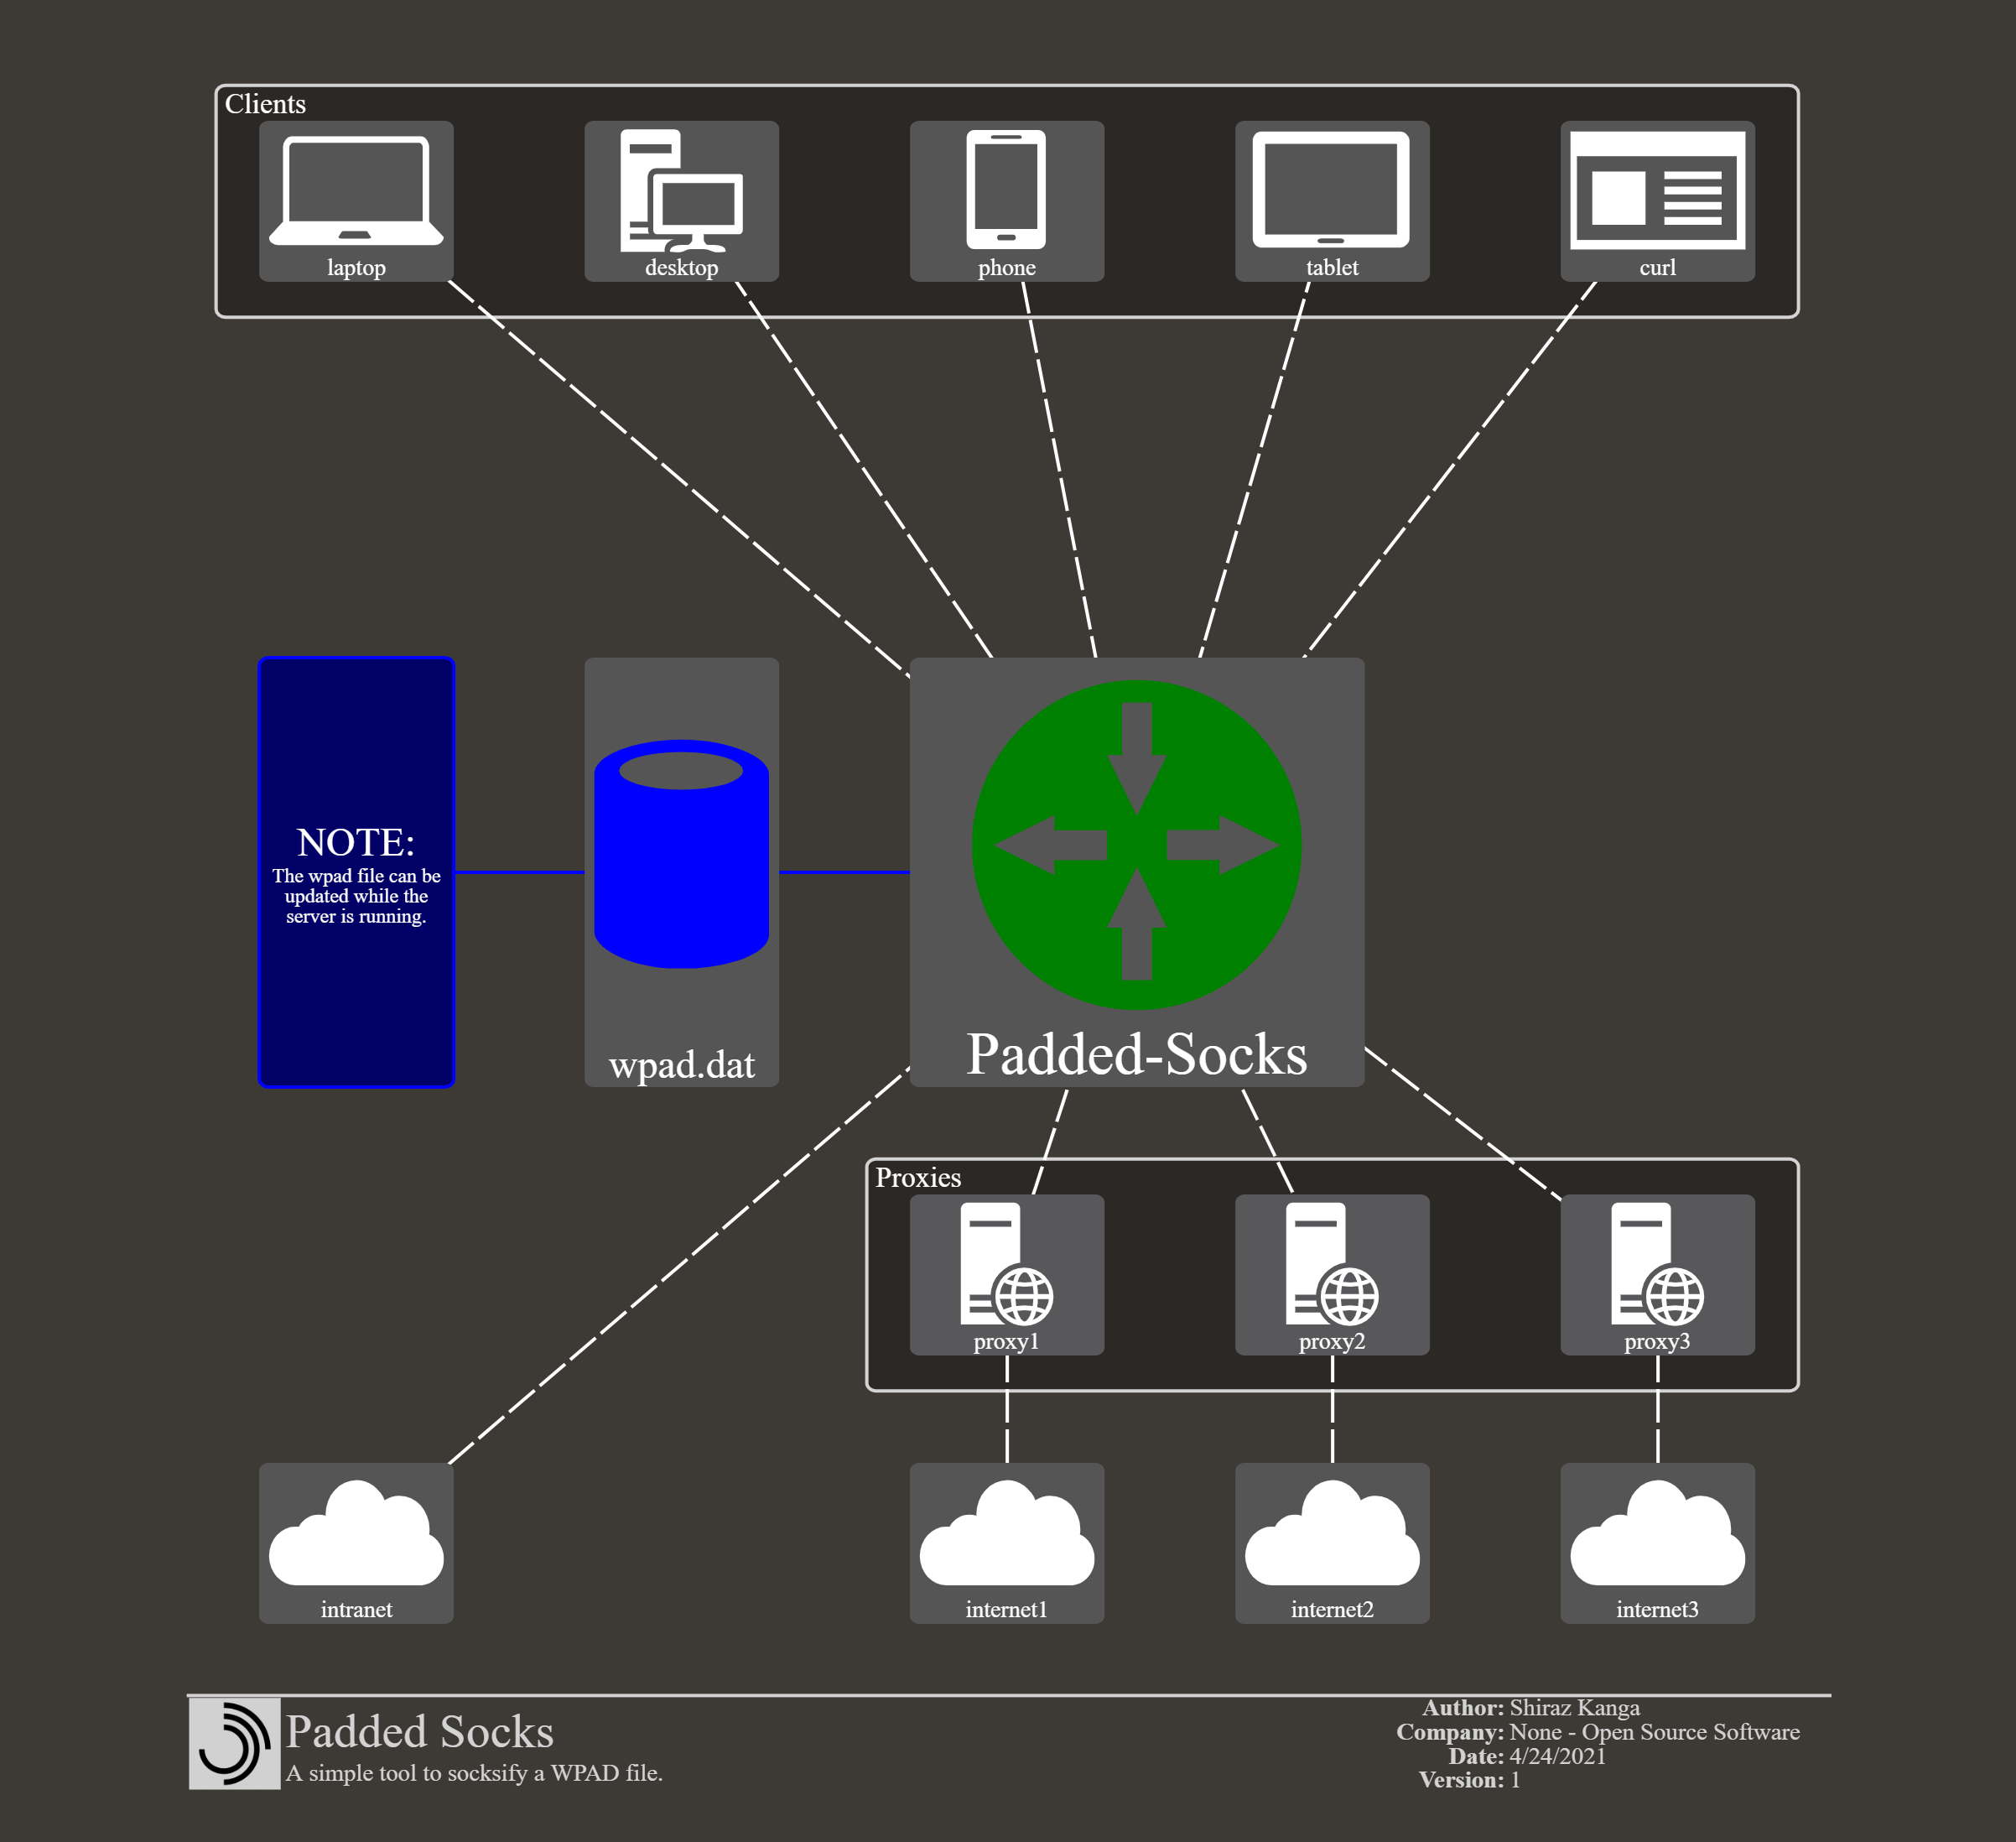 Clients
laptop
desktop
phone
tablet
curl
NOTE:
The wpad file can be
updated while the
server is running.
wpad.dat
Padded-Socks
Proxies
proxy1
proxy2
proxy3
intranet
internet1
internet2
internet3
Padded Socks
A simple tool to socksify a WPAD file.
Author: Shiraz Kanga
Company: None - Open Source Software
Date: 4/24/2021
Version: 1